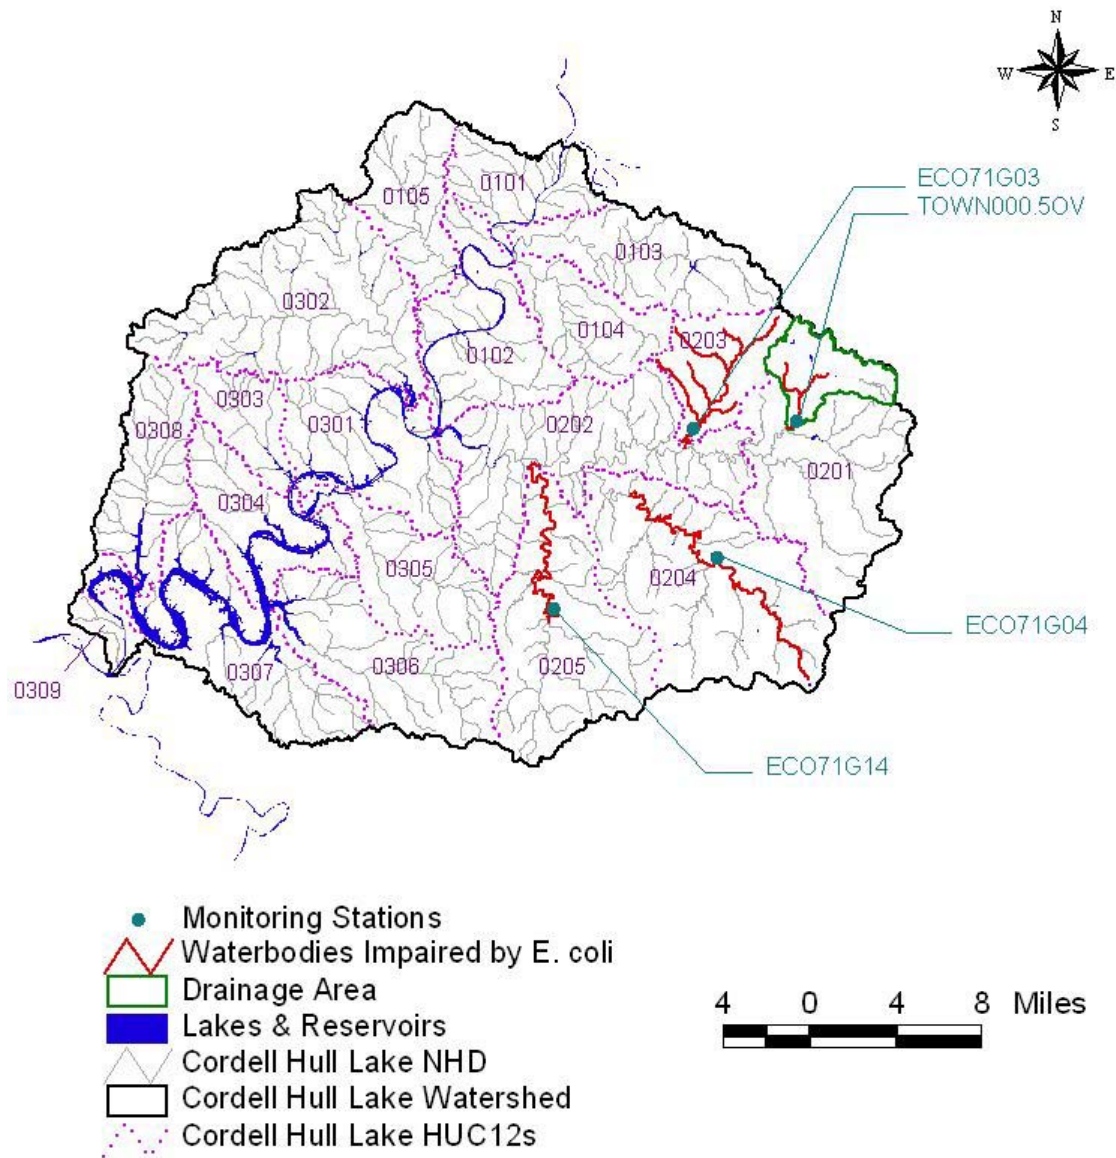 N
W
E
S
ECO71G03
TOWN000.5OV
0101
0105
0103
0302
0104
0203
0102
0303
0301
0308
0202
0201
0304
0305
0204
0306
0205
0307
0309
ECO71G04
ECO71G14
Monitoring Stations
Waterbodies Impaired by E. coli
Drainage Area
Lakes & Reservoirs
Cordell Hull Lake NHD
Cordell Hull Lake Watershed
Cordell Hull Lake HUC12s
4 0 4 8 Miles